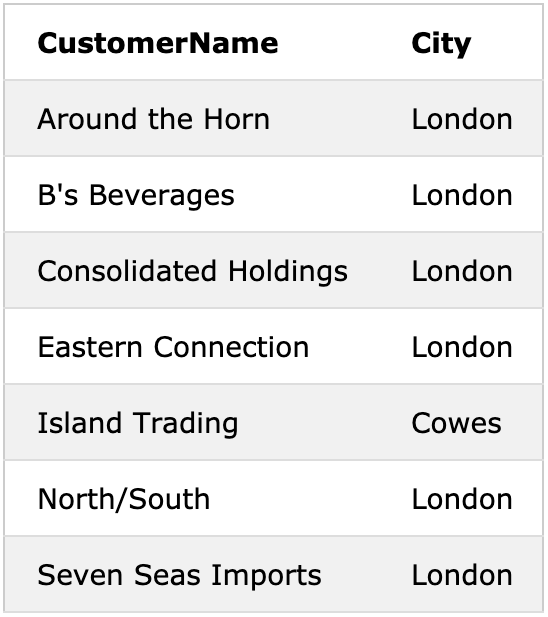 CustomerName City
Around the Horn London
B's Beverages London
Consolidated Holdings London
Eastern Connection London
Island Trading Cowes
North/South London
Seven Seas Imports London